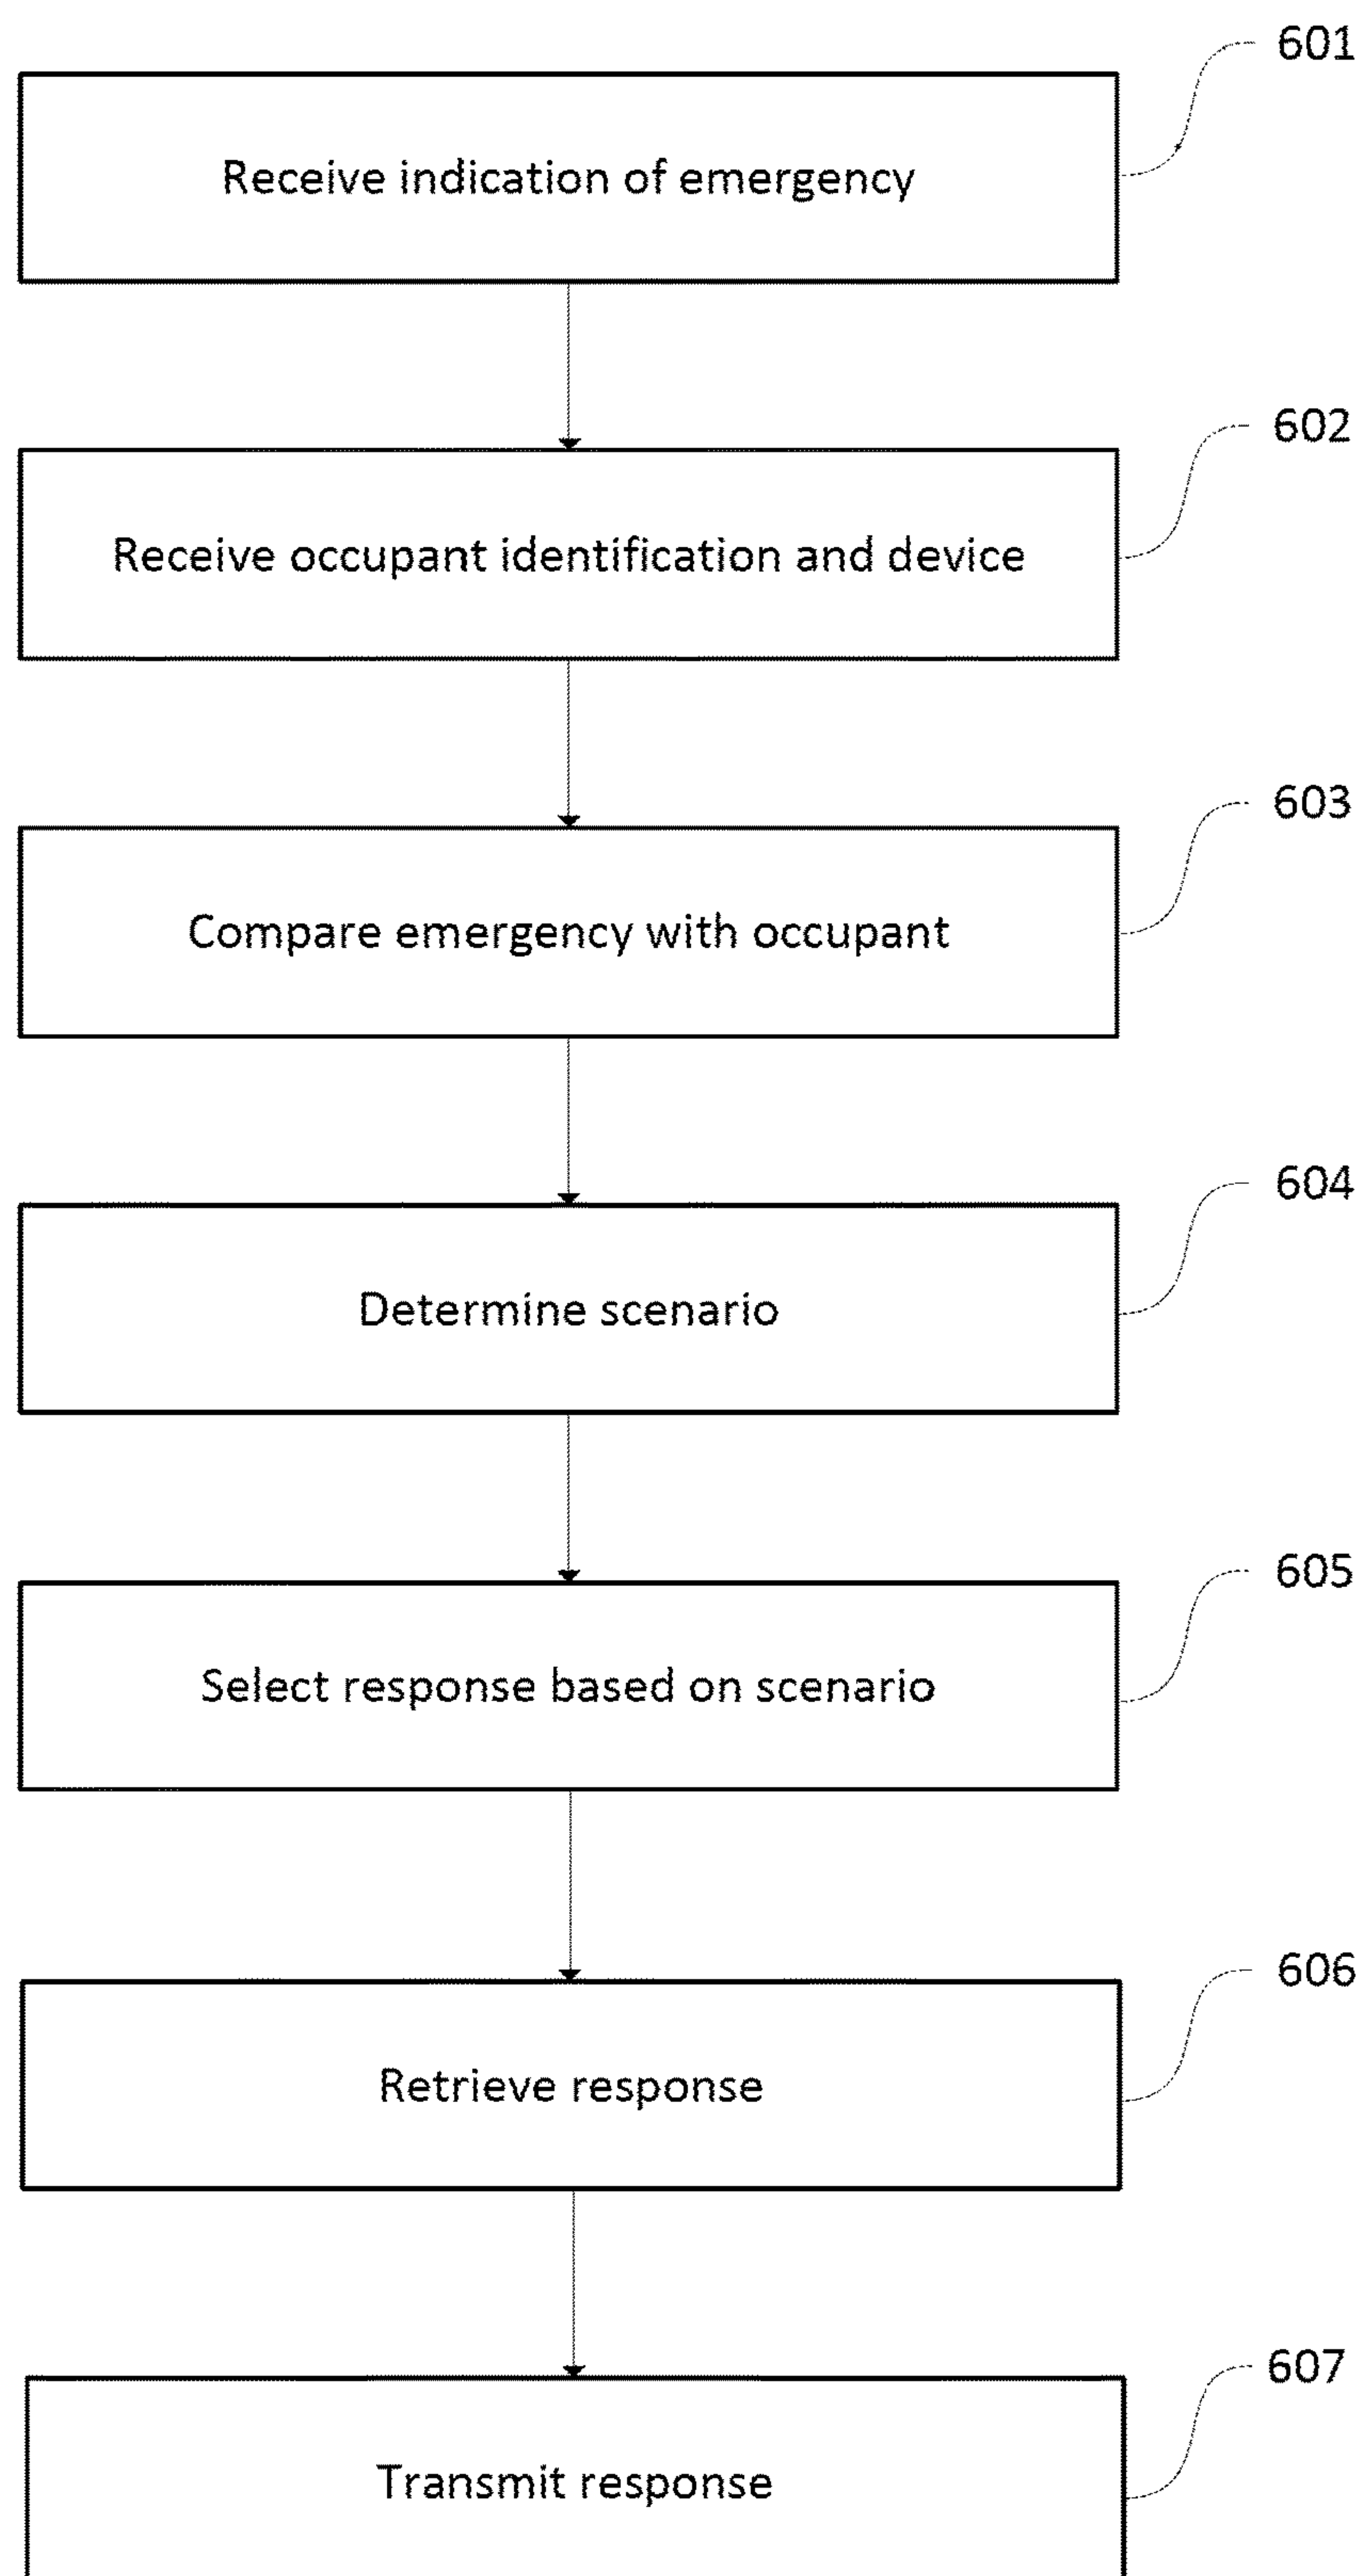 601
Receive indication of emergency
602
Receive occupant identification and device
603
Compare emergency with occupant
604
Determine scenario
605
Select response based on scenario
606
Retrieve response
607
Transmit response